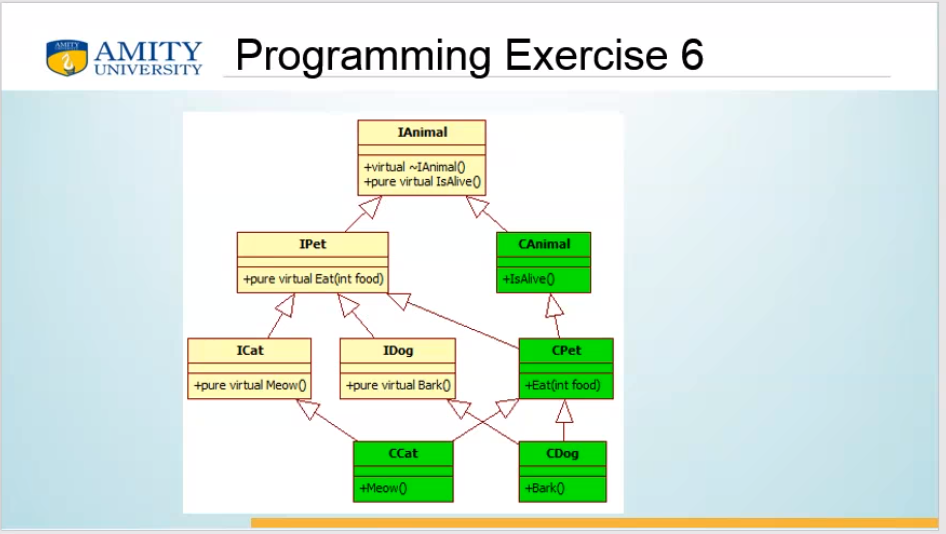 AMITY
AMITY
UNIVERSITY
Programming Exercise 6
IAnimal
+virtual ~IAnimal()
+pure virtual IsAlive()
IPet
+pure virtual Eat(int food)
CAnimal
+IsAlive()
ICat
+pure virtual Meow()
IDog
+pure virtual Bark()
CPet
+Eat(int food)
CCat
+Meow()
CDog
+Bark()